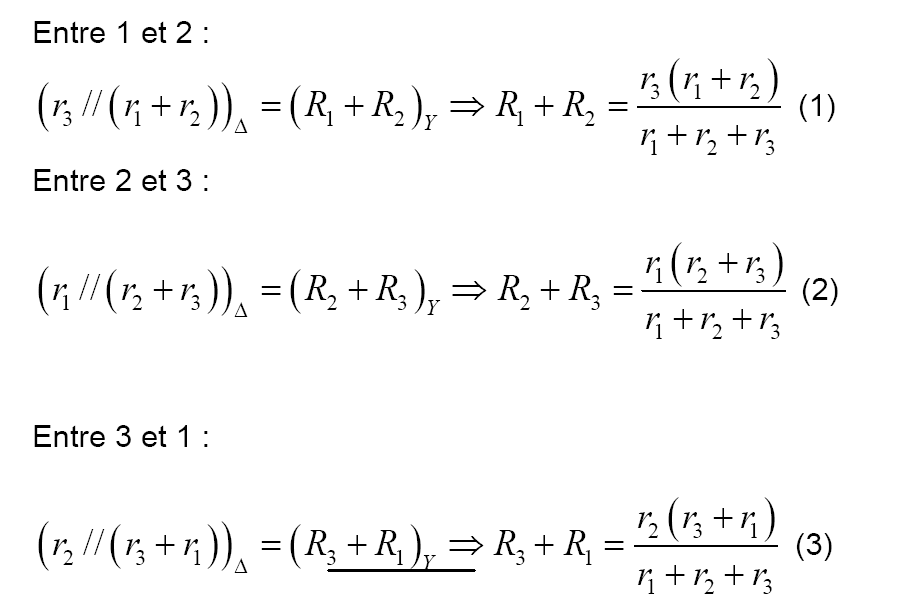 Entre 1 et 2 :
(r₃ // (r₁ + r₂))_Δ = (R₁ + R₂)_Y ⇒ R₁ + R₂ = r₃(r₁ + r₂) / (r₁ + r₂ + r₃) (1)
Entre 2 et 3 :
(r₁ // (r₂ + r₃))_Δ = (R₂ + R₃)_Y ⇒ R₂ + R₃ = r₁(r₂ + r₃) / (r₁ + r₂ + r₃) (2)
Entre 3 et 1 :
(r₂ // (r₃ + r₁))_Δ = (R₃ + R₁)_Y ⇒ R₃ + R₁ = r₂(r₃ + r₁) / (r₁ + r₂ + r₃) (3)